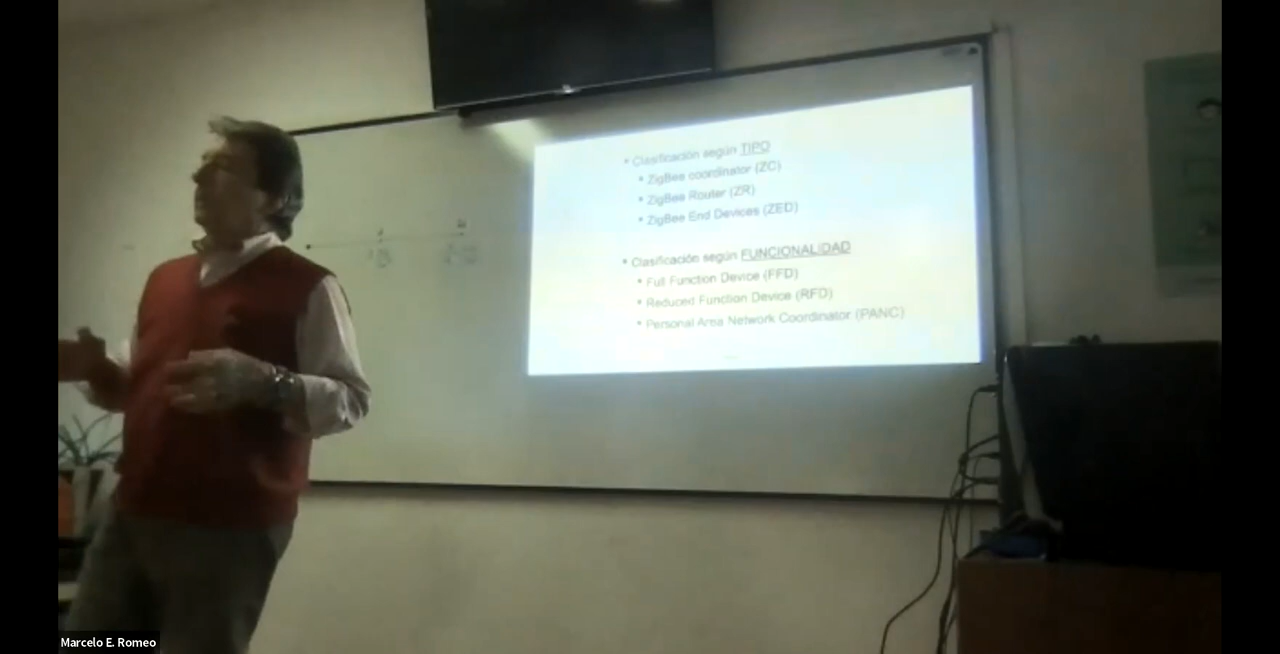 • Clasificación según TIPO
• ZigBee coordinator (ZC)
• ZigBee Router (ZR)
• ZigBee End Devices (ZED)
• Clasificación según FUNCIONALIDAD
• Full Function Device (FFD)
• Reduced Function Device (RFD)
• Personal Area Network Coordinator (PANC)
Marcelo E. Romeo